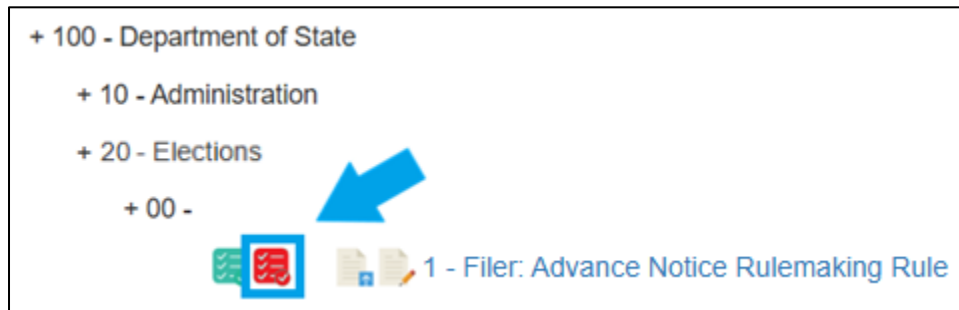 + 100 - Department of State
+ 10 - Administration
+ 20 - Elections
+ 00 -
1 - Filer: Advance Notice Rulemaking Rule